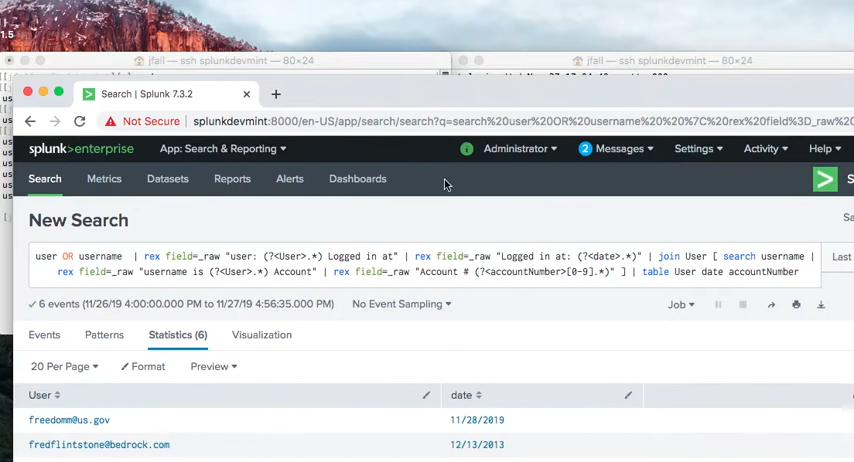 1.5
jfail — ssh splunkdevmint — 80×24
jfail — ssh splunkdevmint — 80×24
Search | Splunk 7.3.2
Not Secure
splunkdevmint:8000/en-US/app/search/search?q=search%20user%20OR%20username%20%20%7C%20rex%20field%3D_raw%20
splunk>enterprise
App: Search & Reporting
i
Administrator
2
Messages
Settings
Activity
Help
Search
Metrics
Datasets
Reports
Alerts
Dashboards
New Search
user OR username | rex field=_raw "user: (?<User>.*) Logged in at" | rex field=_raw "Logged in at: (?<date>.*)" | join User [ search username |
rex field=_raw "username is (?<User>.*) Account" | rex field=_raw "Account # (?<accountNumber>[0-9].*)" ] | table User date accountNumber
Last
6 events (11/26/19 4:00:00.000 PM to 11/27/19 4:56:35.000 PM)
No Event Sampling
Job
Events
Patterns
Statistics (6)
Visualization
20 Per Page
Format
Preview
User
date
freedomm@us.gov
11/28/2019
fredflintstone@bedrock.com
12/13/2013